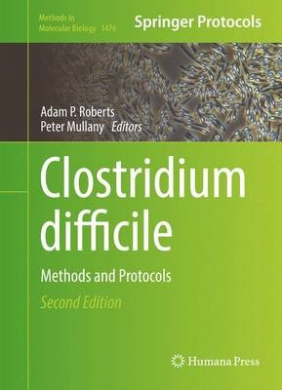 Methods in
Molecular Biology 1476
Springer Protocols
Adam P. Roberts
Peter Mullany Editors
Clostridium
difficile
Methods and Protocols
Second Edition
Humana Press